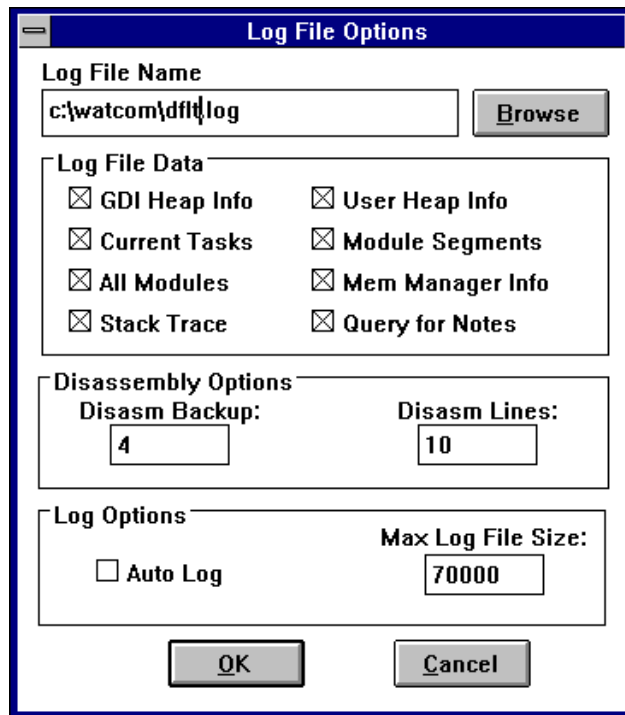 Log File Options
Log File Name
c:\watcom\dflt.log
Browse
Log File Data
GDI Heap Info
User Heap Info
Current Tasks
Module Segments
All Modules
Mem Manager Info
Stack Trace
Query for Notes
Disassembly Options
Disasm Backup:
Disasm Lines:
4
10
Log Options
Max Log File Size:
Auto Log
70000
OK
Cancel